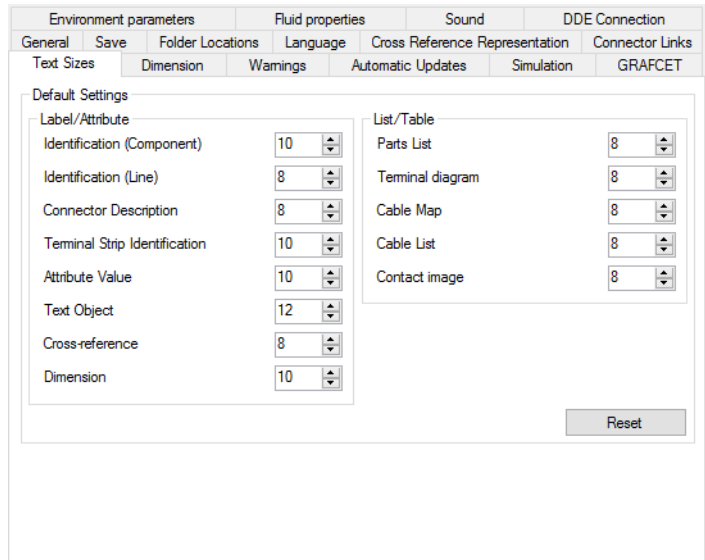 Environment parameters Fluid properties Sound DDE Connection
General Save Folder Locations Language Cross Reference Representation Connector Links
Text Sizes Dimension Warnings Automatic Updates Simulation GRAFCET
Default Settings
Label/Attribute List/Table
Identification (Component) 10 Parts List 8
Identification (Line) 8 Terminal diagram 8
Connector Description 8 Cable Map 8
Terminal Strip Identification 10 Cable List 8
Attribute Value 10 Contact image 8
Text Object 12
Cross-reference 8
Dimension 10
Reset